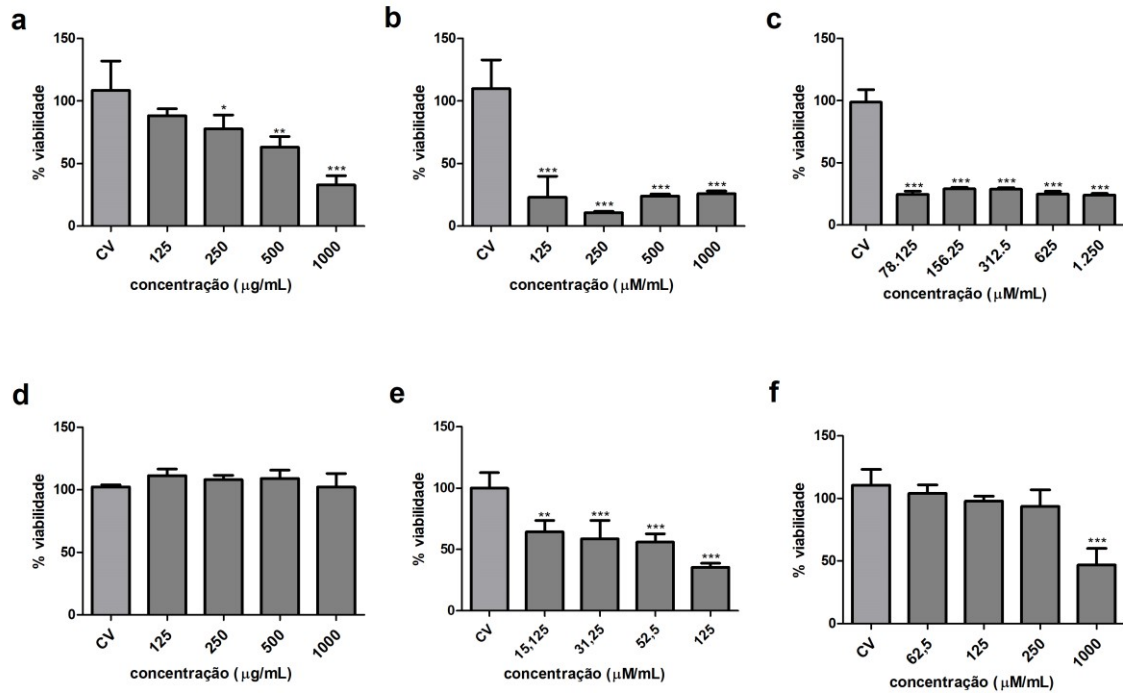 a
150
100
50
0
% viabilidade
*
**
***
CV
125
250
500
1000
concentração ( µg/mL)
b
150
100
50
0
% viabilidade
***
***
***
***
CV
125
250
500
1000
concentração ( µM/mL)
c
150
100
50
0
% viabilidade
***
***
***
***
***
CV
78.125
156.25
312.5
625
1.250
concentração ( µM/mL)
d
150
100
50
0
% viabilidade
CV
125
250
500
1000
concentração ( µg/mL)
e
150
100
50
0
% viabilidade
**
***
***
***
CV
15,125
31,25
52,5
125
concentração ( µM/mL)
f
150
100
50
0
% viabilidade
***
CV
62,5
125
250
1000
concentração ( µM/mL)